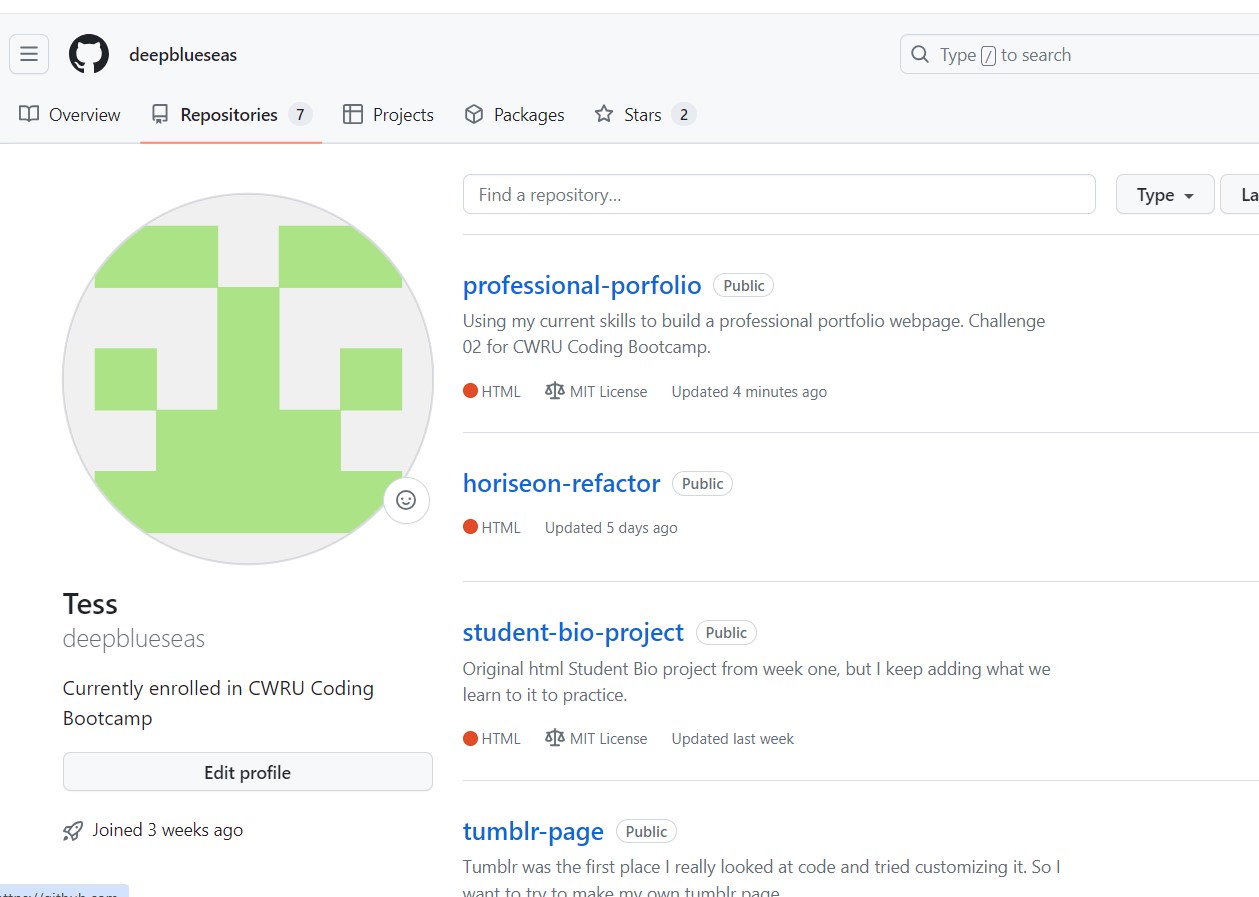 deepblueseas
Type / to search
Overview
Repositories 7
Projects
Packages
Stars 2
Find a repository...
Type
La
professional-porfolio Public
Using my current skills to build a professional portfolio webpage. Challenge
02 for CWRU Coding Bootcamp.
HTML MIT License Updated 4 minutes ago
horiseon-refactor Public
HTML Updated 5 days ago
student-bio-project Public
Original html Student Bio project from week one, but I keep adding what we
learn to it to practice.
HTML MIT License Updated last week
tumblr-page Public
Tumblr was the first place I really looked at code and tried customizing it. So I
want to try to make my own tumblr page
Tess
deepblueseas
Currently enrolled in CWRU Coding
Bootcamp
Edit profile
Joined 3 weeks ago